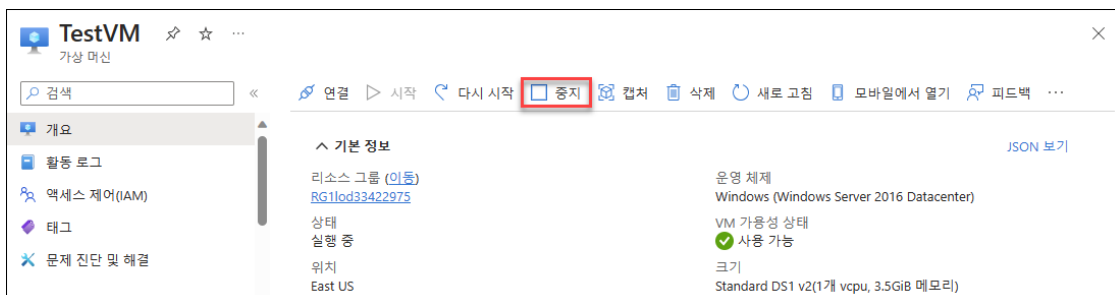 TestVM
가상 머신
검색
연결 시작 다시 시작 중지 캡처 삭제 새로 고침 모바일에서 열기 피드백
개요
활동 로그
액세스 제어(IAM)
태그
문제 진단 및 해결
기본 정보
JSON 보기
리소스 그룹 (이동)
RG1lod33422975
상태
실행 중
위치
East US
운영 체제
Windows (Windows Server 2016 Datacenter)
VM 가용성 상태
사용 가능
크기
Standard DS1 v2(1개 vcpu, 3.5GiB 메모리)